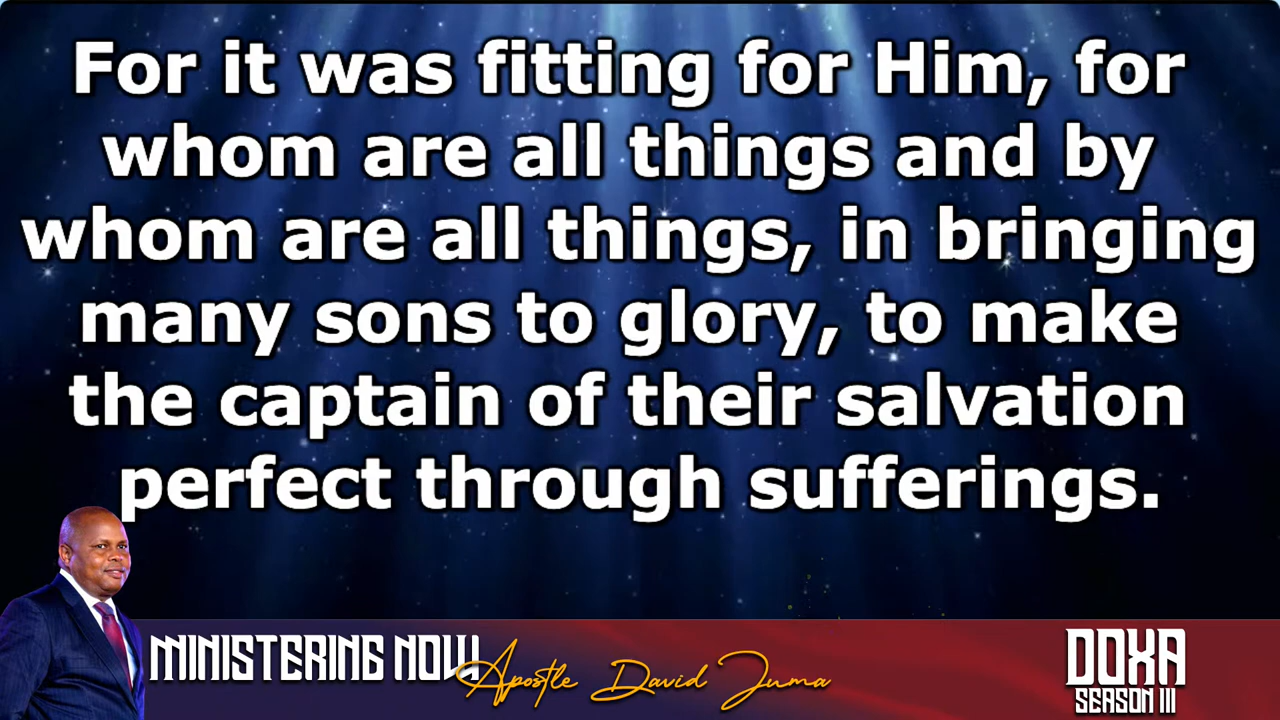 For it was fitting for Him, for
whom are all things and by
whom are all things, in bringing
many sons to glory, to make
the captain of their salvation
perfect through sufferings.
MINISTERING NOW
Apostle David Juma
DOXA
SEASON III